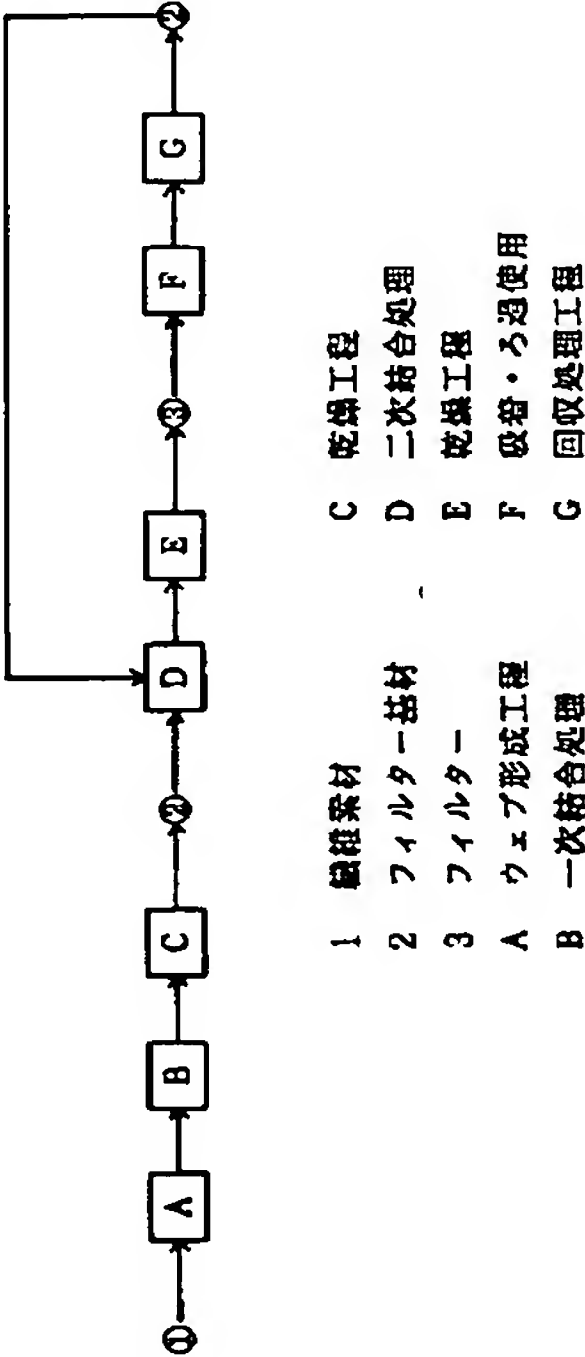 ① A B C ② D E ③ F G ②
1 繊維素材
2 フィルター基材
3 フィルター
A ウェブ形成工程
B 一次結合処理
C 乾燥工程
D 二次結合処理
E 乾燥工程
F 吸着・ろ過使用
G 回収処理工程